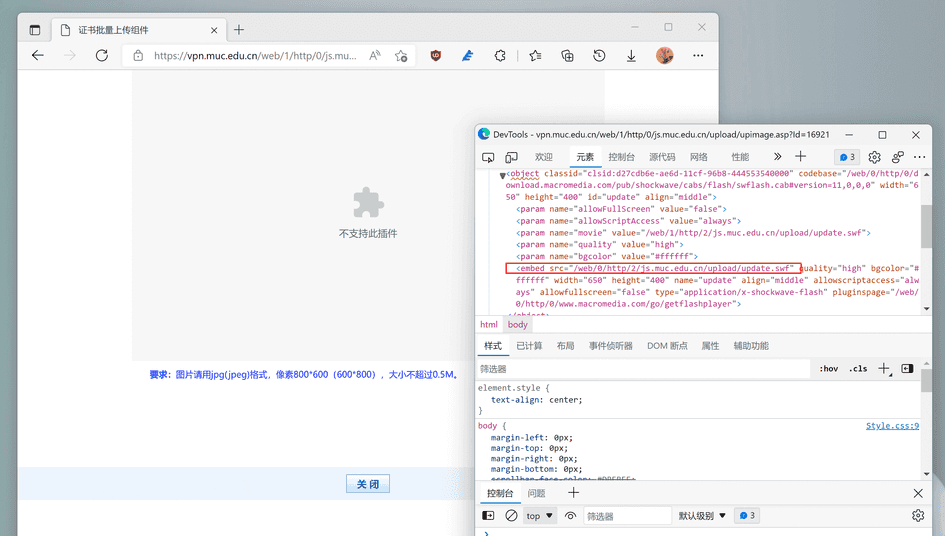 证书批量上传组件
https://vpn.muc.edu.cn/web/1/http/0/js.mu...
不支持此插件
要求：图片请用jpg(jpeg)格式，像素800*600（600*800），大小不超过0.5M。
关 闭
DevTools - vpn.muc.edu.cn/web/1/http/0/js.muc.edu.cn/upload/upimage.asp?Id=16921
欢迎 元素 控制台 源代码 网络 性能 » 3
<object classid="clsid:d27cdb6e-ae6d-11cf-96b8-444553540000" codebase="/web/0/http/0/d
ownload.macromedia.com/pub/shockwave/cabs/flash/swflash.cab#version=11,0,0,0" width="6
50" height="400" id="update" align="middle">
<param name="allowFullScreen" value="false">
<param name="allowScriptAccess" value="always">
<param name="movie" value="/web/1/http/2/js.muc.edu.cn/upload/update.swf">
<param name="quality" value="high">
<param name="bgcolor" value="#ffffff">
<embed src="/web/0/http/2/js.muc.edu.cn/upload/update.swf" quality="high" bgcolor="#
ffffff" width="650" height="400" name="update" align="middle" allowscriptaccess="alw
ays" allowfullscreen="false" type="application/x-shockwave-flash" pluginspage="/web/
0/http/0/www.macromedia.com/go/getflashplayer">
</object>
html body
样式 已计算 布局 事件侦听器 DOM 断点 属性 辅助功能
筛选器 :hov .cls
element.style {
text-align: center;
}
body { Style.css:9
margin-left: 0px;
margin-top: 0px;
margin-right: 0px;
margin-bottom: 0px;
控制台 问题
top 筛选器 默认级别 3